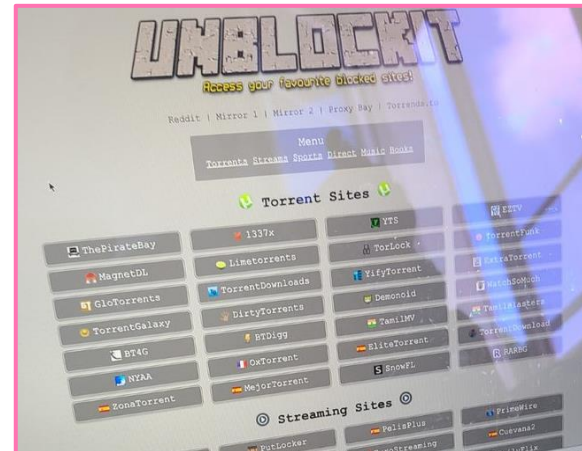 UNBLOCKIT
Access your favourite blocked sites!
Reddit | Mirror 1 | Mirror 2 | Proxy Bay | Torrends.to
Menu
Torrents Streams Sports Direct Music Books
Torrent Sites
ThePirateBay 1337x YTS EZTV
MagnetDL Limetorrents TorLock TorrentFunk
GloTorrents TorrentDownloads YifyTorrent ExtraTorrent
TorrentGalaxy DirtyTorrents Demonoid WatchSoMuch
BT4G BTDigg TamilMV TamilBlasters
NYAA OxTorrent EliteTorrent TorrentDownload
ZonaTorrent MejorTorrent SnowFL RARBG
Streaming Sites
PutLocker PelisPlus PrimeWire
Cuevana2